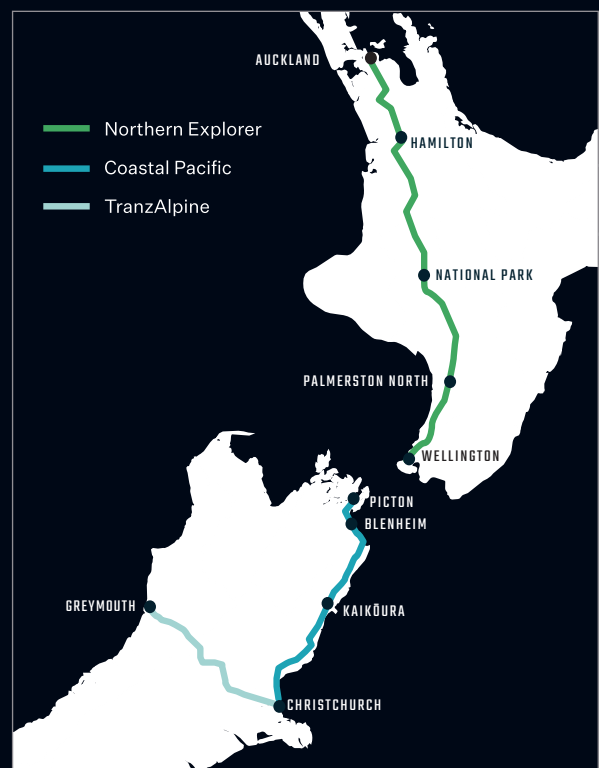 AUCKLAND
Northern Explorer
HAMILTON
Coastal Pacific
TranzAlpine
NATIONAL PARK
PALMERSTON NORTH
WELLINGTON
PICTON
BLENHEIM
GREYMOUTH
KAIKŌURA
CHRISTCHURCH